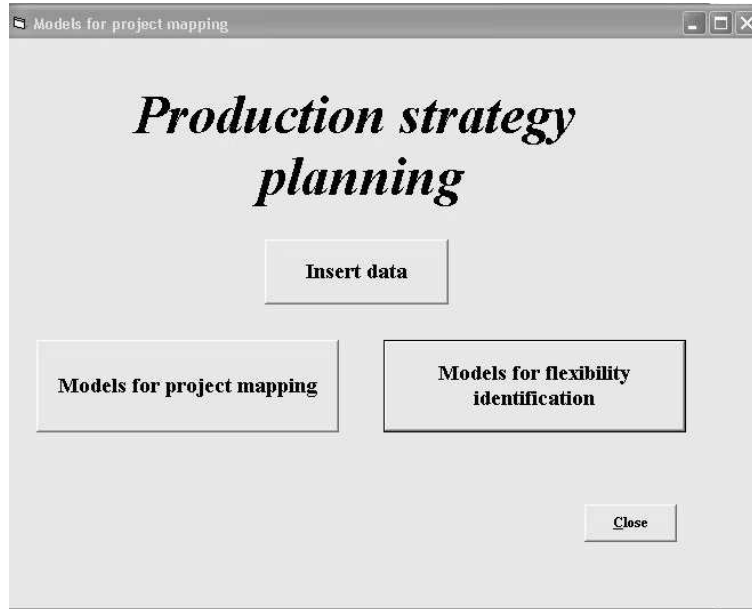 Models for project mapping
Production strategy
planning
Insert data
Models for project mapping
Models for flexibility
identification
Close